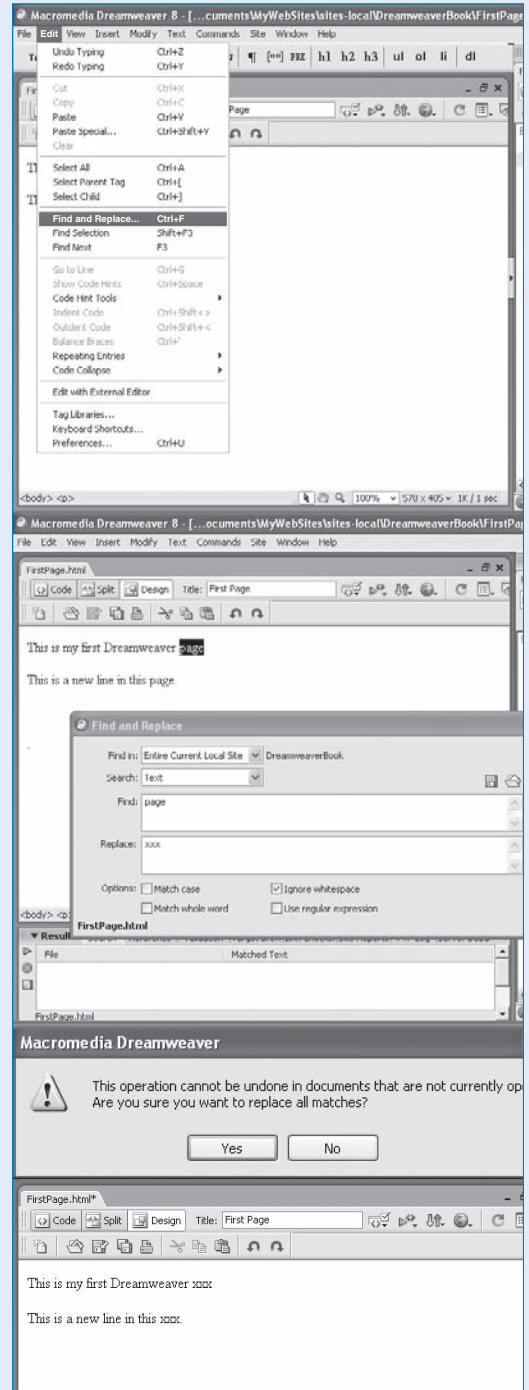 Macromedia Dreamweaver 8 - [...cuments\MyWebSites\sites-local\DreamweaverBook\FirstPage
File Edit View Insert Modify Text Commands Site Window Help
¶ [""] PRE h1 h2 h3 ul ol li dl
Undo Typing Ctrl+Z
Redo Typing Ctrl+Y
Cut Ctrl+X
Copy Ctrl+C
Paste Ctrl+V
Paste Special... Ctrl+Shift+V
Clear
Page
Select All Ctrl+A
Select Parent Tag Ctrl+[
Select Child Ctrl+]
Find and Replace... Ctrl+F
Find Selection Shift+F3
Find Next F3
Go to Line Ctrl+G
Show Code Hints Ctrl+Space
Code Hint Tools
Indent Code Ctrl+Shift+>
Outdent Code Ctrl+Shift+<
Balance Braces Ctrl+'
Repeating Entries
Code Collapse
Edit with External Editor
Tag Libraries...
Keyboard Shortcuts...
Preferences... Ctrl+U
<body> <p> 100% 570 x 405 1K / 1 sec
Macromedia Dreamweaver 8 - [...ocuments\MyWebSites\sites-local\DreamweaverBook\FirstPag
File Edit View Insert Modify Text Commands Site Window Help
FirstPage.html
Code Split Design Title: First Page
This is my first Dreamweaver page
This is a new line in this page.
Find and Replace
Find in: Entire Current Local Site DreamweaverBook
Search: Text
Find: page
Replace: xxx
Options: Match case Ignore whitespace
Match whole word Use regular expression
<body> <p>
FirstPage.html
Result
File Matched Text
FirstPage.html
Macromedia Dreamweaver
This operation cannot be undone in documents that are not currently op
Are you sure you want to replace all matches?
Yes No
FirstPage.html*
Code Split Design Title: First Page
This is my first Dreamweaver xxx
This is a new line in this xxx.